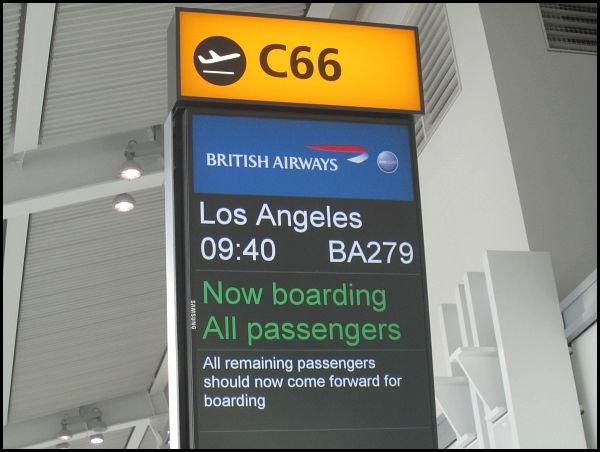 C66
BRITISH AIRWAYS
Los Angeles
09:40 BA279
Now boarding
All passengers
All remaining passengers
should now come forward for
boarding
SAMSUNG